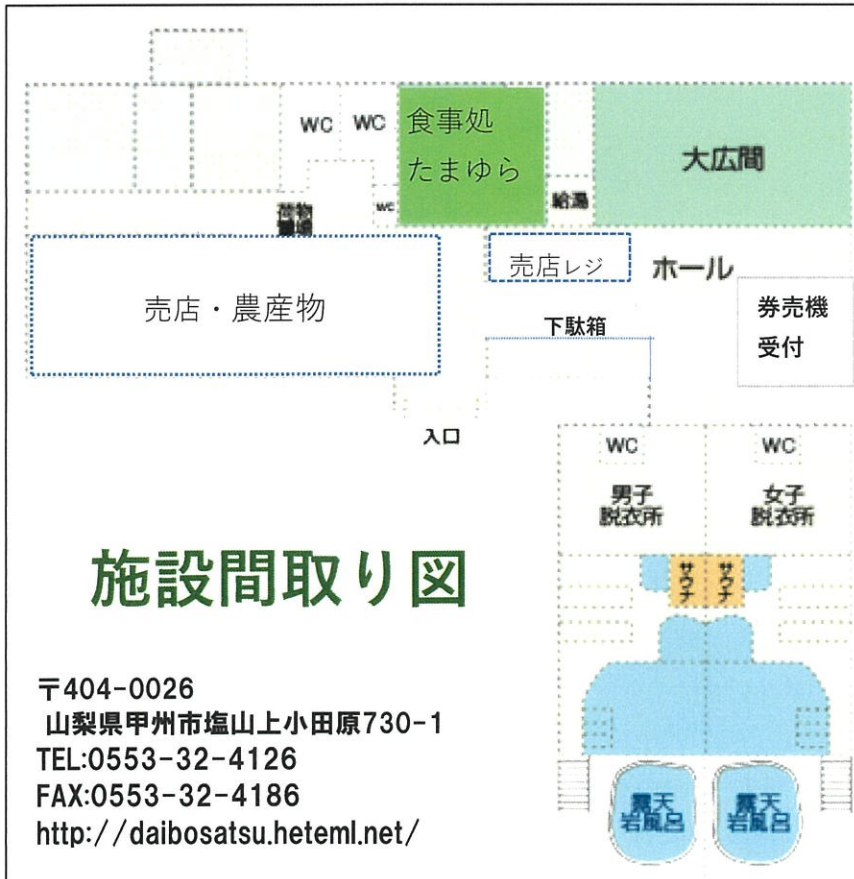 WC
WC
食事処
たまゆら
大広間
WC
給湯
荷物
置場
売店・農産物
売店レジ
ホール
券売機
受付
下駄箱
入口
WC
WC
男子
脱衣所
女子
脱衣所
サウナ
サウナ
施設間取り図
〒404-0026
山梨県甲州市塩山上小田原730-1
TEL:0553-32-4126
FAX:0553-32-4186
http://daibosatsu.heteml.net/
露天
岩風呂
露天
岩風呂